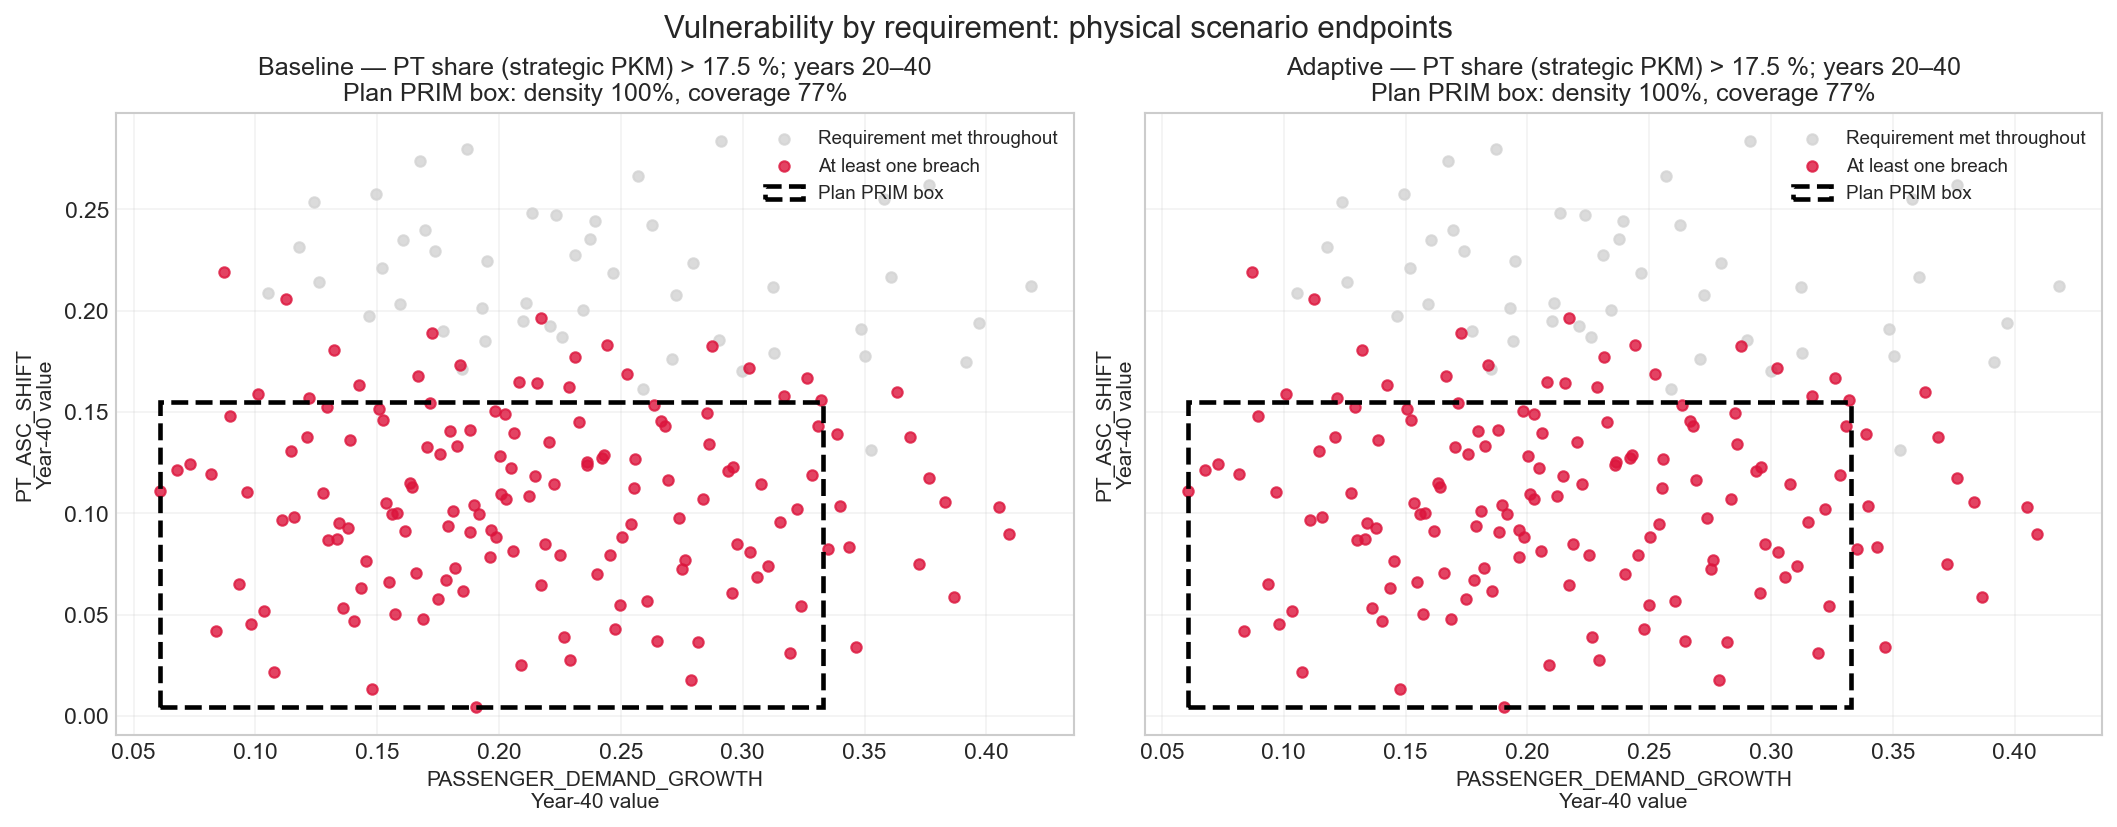 Vulnerability by requirement: physical scenario endpoints
Baseline — PT share (strategic PKM) > 17.5 %; years 20–40
Plan PRIM box: density 100%, coverage 77%
Requirement met throughout
At least one breach
Plan PRIM box
PT_ASC_SHIFT
Year-40 value
0.25
0.20
0.15
0.10
0.05
0.00
0.05 0.10 0.15 0.20 0.25 0.30 0.35 0.40
PASSENGER_DEMAND_GROWTH
Year-40 value
Adaptive — PT share (strategic PKM) > 17.5 %; years 20–40
Plan PRIM box: density 100%, coverage 77%
Requirement met throughout
At least one breach
Plan PRIM box
PT_ASC_SHIFT
Year-40 value
0.05 0.10 0.15 0.20 0.25 0.30 0.35 0.40
PASSENGER_DEMAND_GROWTH
Year-40 value